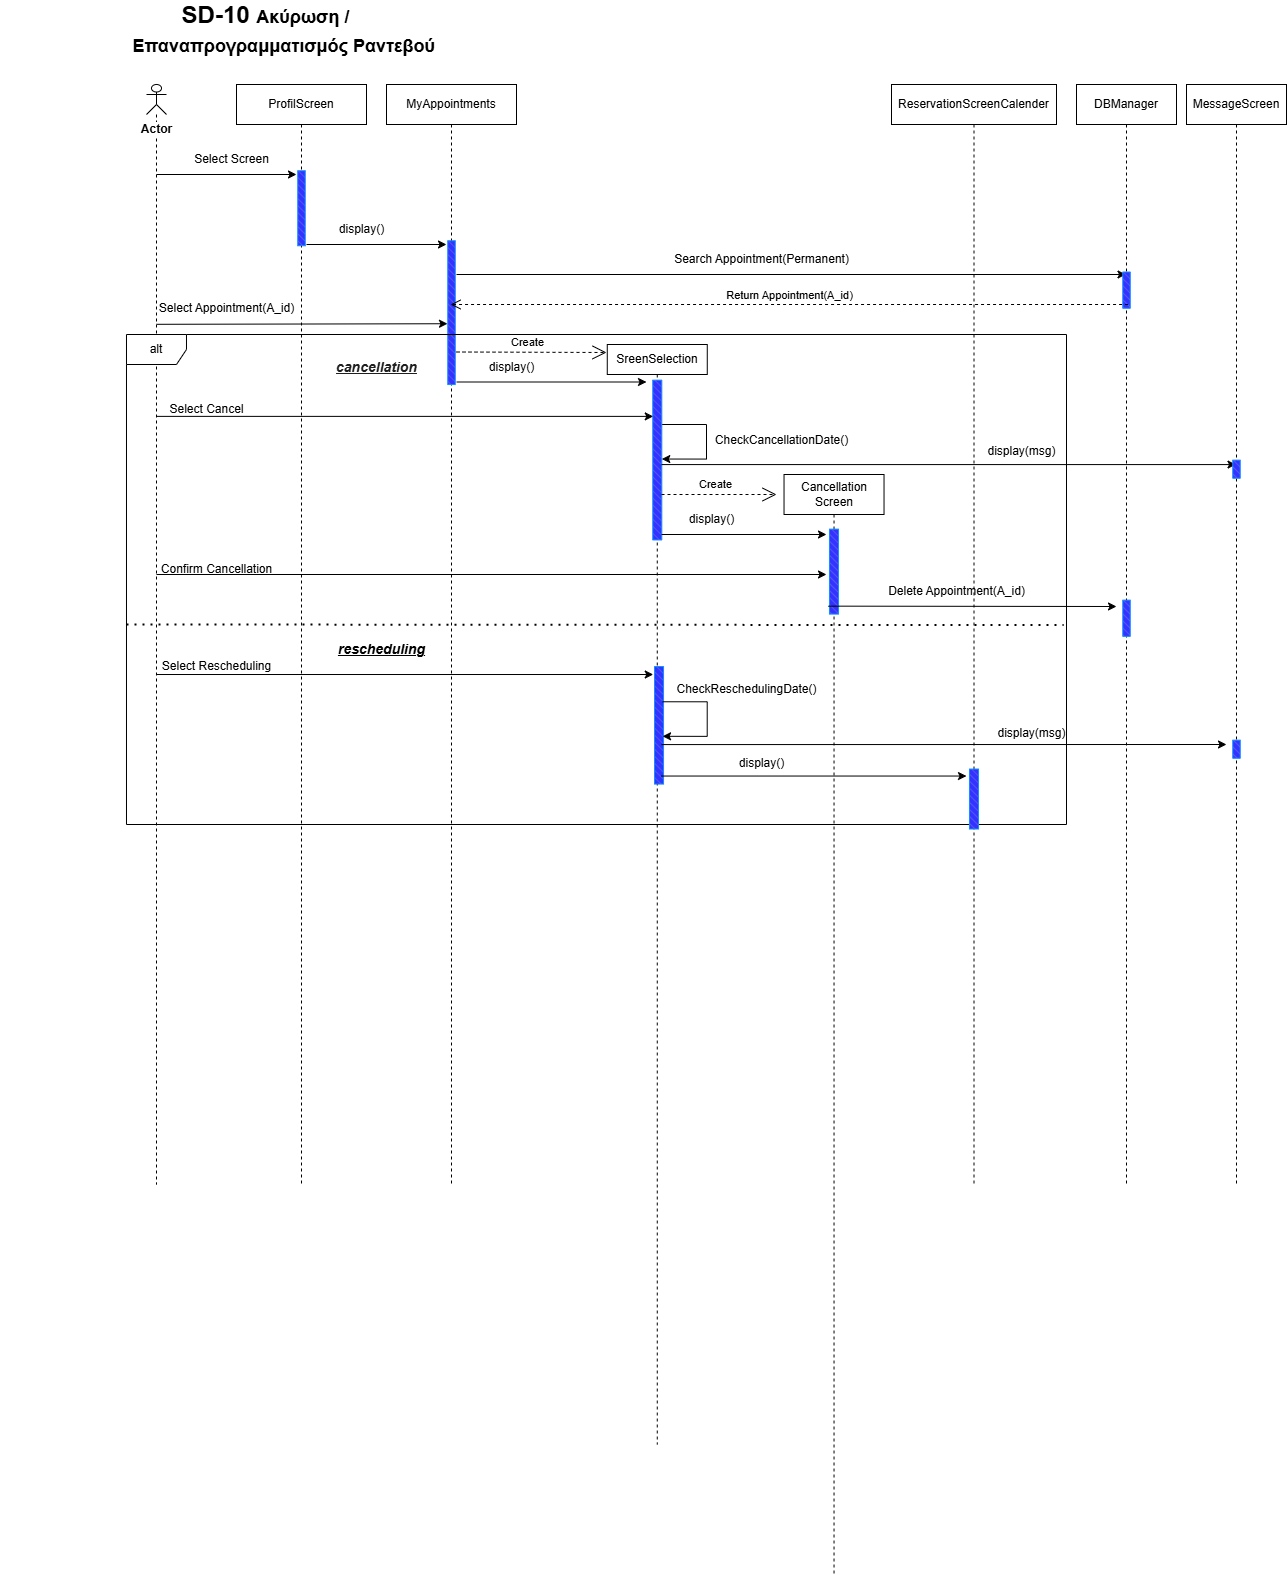 SD-10 Ακύρωση /
Επαναπρογραμματισμός Ραντεβού
Actor
ProfilScreen
MyAppointments
ReservationScreenCalender
DBManager
MessageScreen
Select Screen
display()
Search Appointment(Permanent)
Return Appointment(A_id)
Select Appointment(A_id)
alt
cancellation
Create
SreenSelection
display()
Select Cancel
CheckCancellationDate()
display(msg)
Create
Cancellation
Screen
display()
Confirm Cancellation
Delete Appointment(A_id)
rescheduling
Select Rescheduling
CheckReschedulingDate()
display(msg)
display()